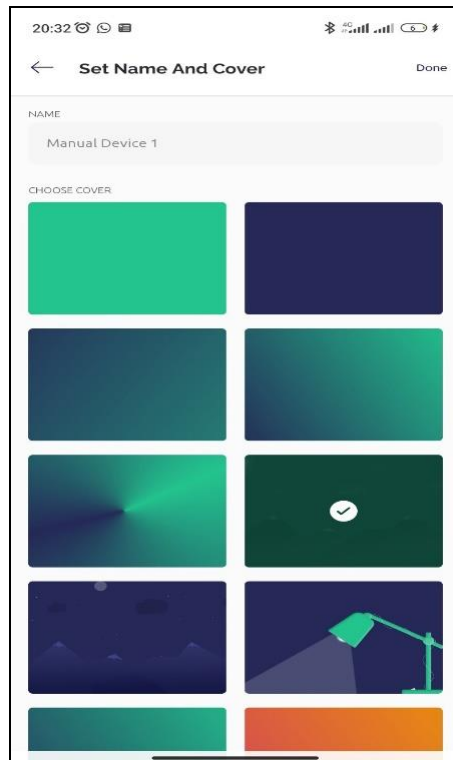 20:32
Set Name And Cover
Done
NAME
Manual Device 1
CHOOSE COVER